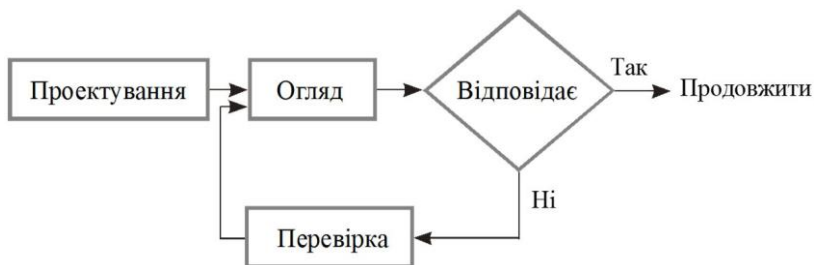 Проектування
Огляд
Відповідає
Так
Продовжити
Ні
Перевірка